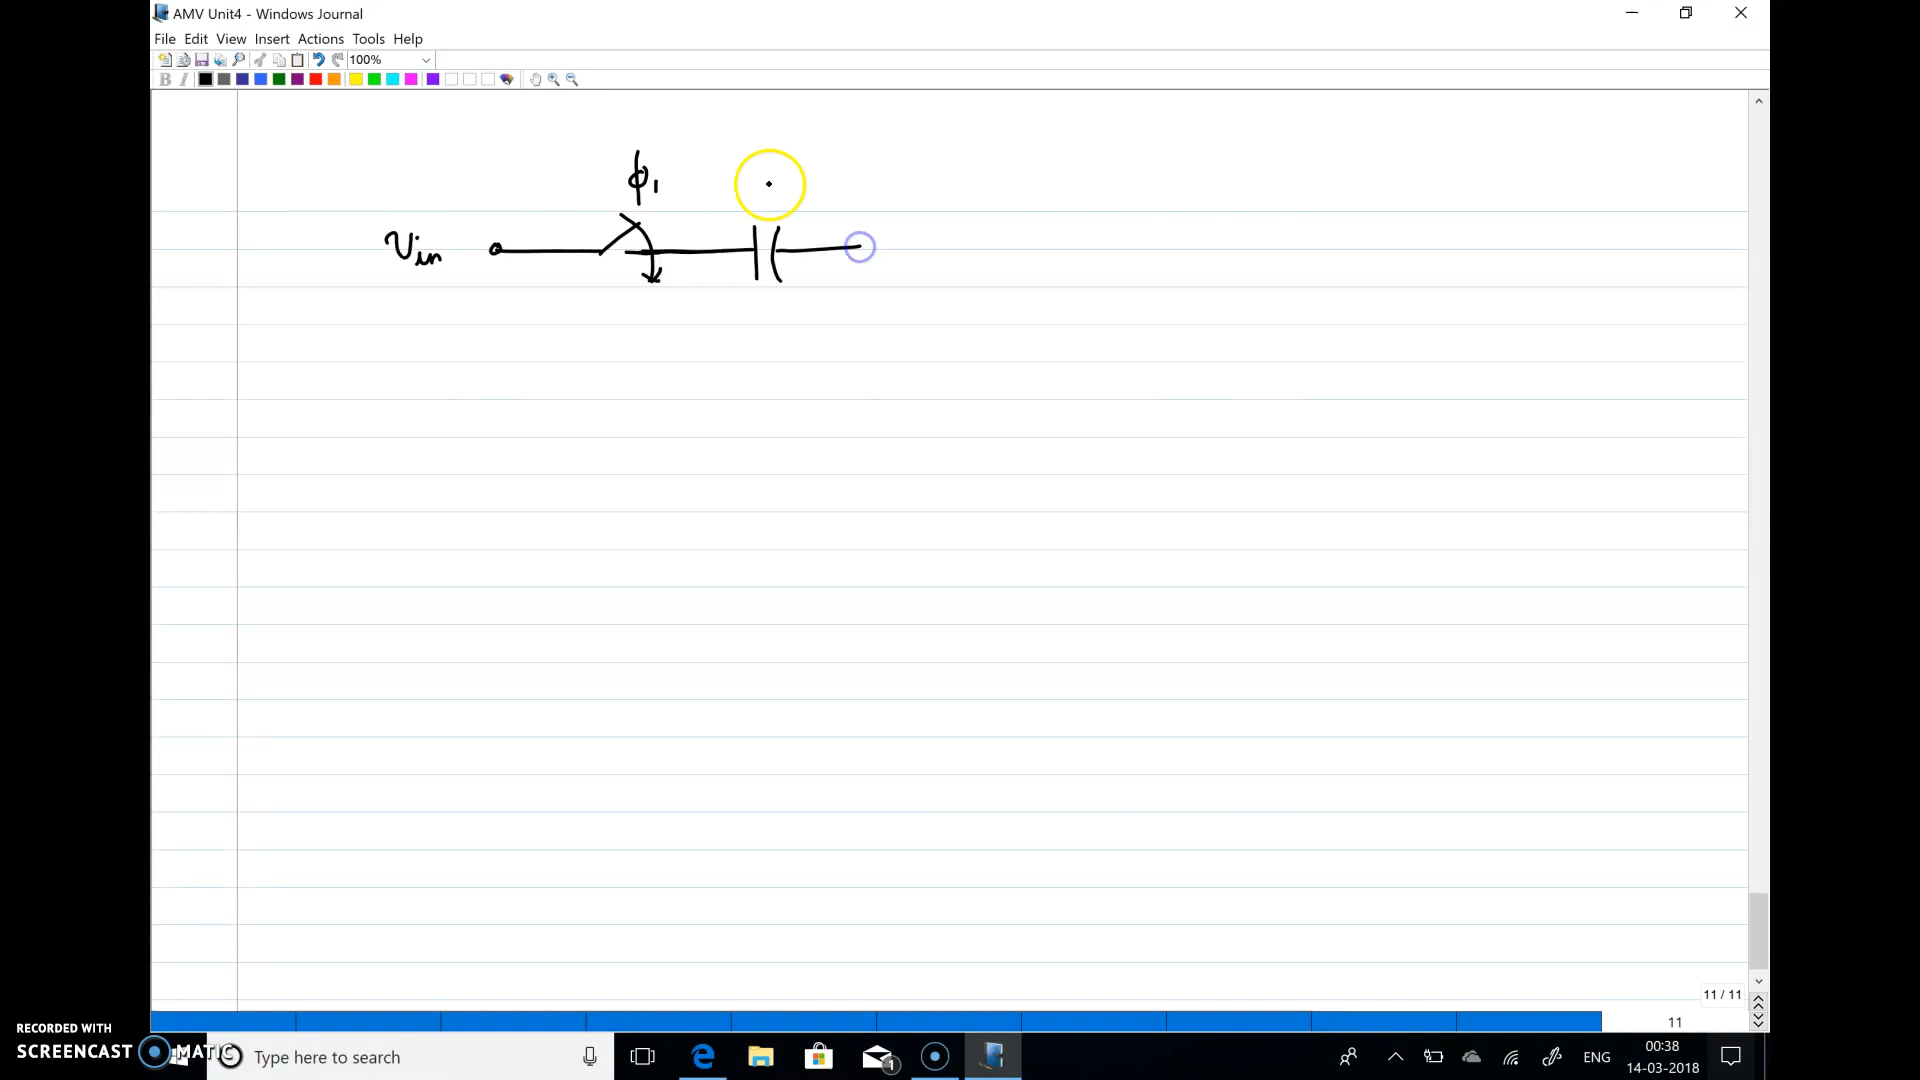 AMV Unit4 - Windows Journal
File Edit View Insert Actions Tools Help
100%
B I
ϕ1
Vin
11 / 11
11
RECORDED WITH
SCREENCAST MATIC
Type here to search
1
ENG
00:38
14-03-2018